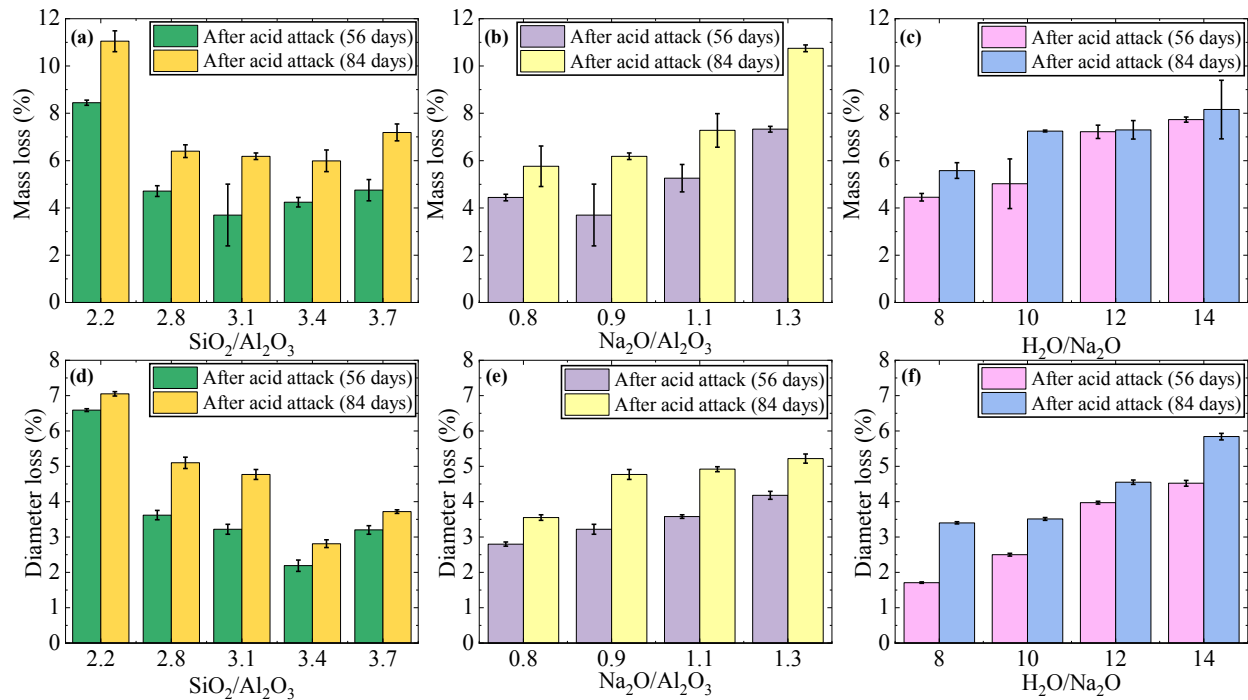 (a)
After acid attack (56 days)
After acid attack (84 days)
Mass loss (%)
12
10
8
6
4
2
0
2.2 2.8 3.1 3.4 3.7
SiO₂/Al₂O₃
(b)
After acid attack (56 days)
After acid attack (84 days)
Mass loss (%)
12
10
8
6
4
2
0
0.8 0.9 1.1 1.3
Na₂O/Al₂O₃
(c)
After acid attack (56 days)
After acid attack (84 days)
Mass loss (%)
12
10
8
6
4
2
0
8 10 12 14
H₂O/Na₂O
(d)
After acid attack (56 days)
After acid attack (84 days)
Diameter loss (%)
8
7
6
5
4
3
2
1
0
2.2 2.8 3.1 3.4 3.7
SiO₂/Al₂O₃
(e)
After acid attack (56 days)
After acid attack (84 days)
Diameter loss (%)
8
7
6
5
4
3
2
1
0
0.8 0.9 1.1 1.3
Na₂O/Al₂O₃
(f)
After acid attack (56 days)
After acid attack (84 days)
Diameter loss (%)
8
7
6
5
4
3
2
1
0
8 10 12 14
H₂O/Na₂O